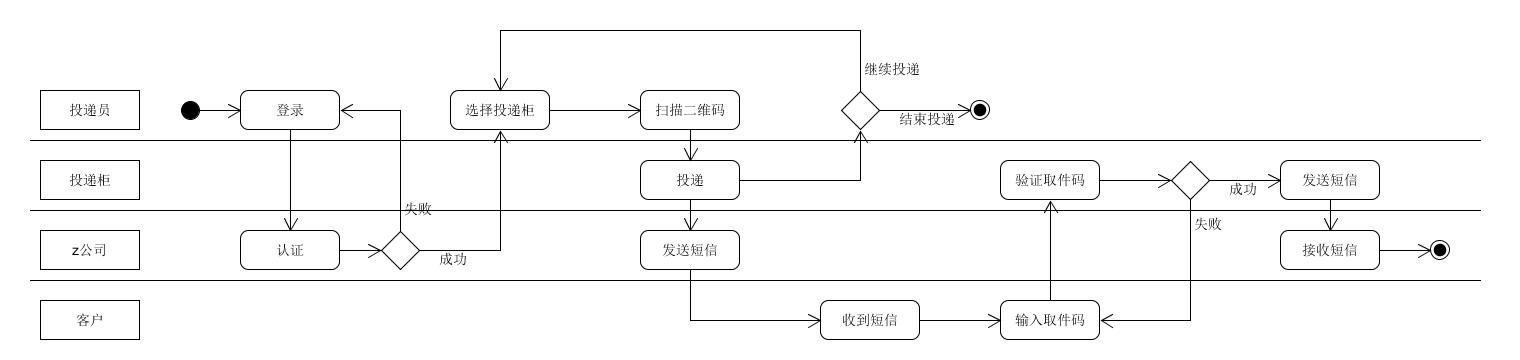 继续投递
投递员
登录
选择投递柜
扫描二维码
结束投递
投递柜
投递
验证取件码
成功
发送短信
失败
失败
z公司
认证
成功
发送短信
接收短信
客户
收到短信
输入取件码